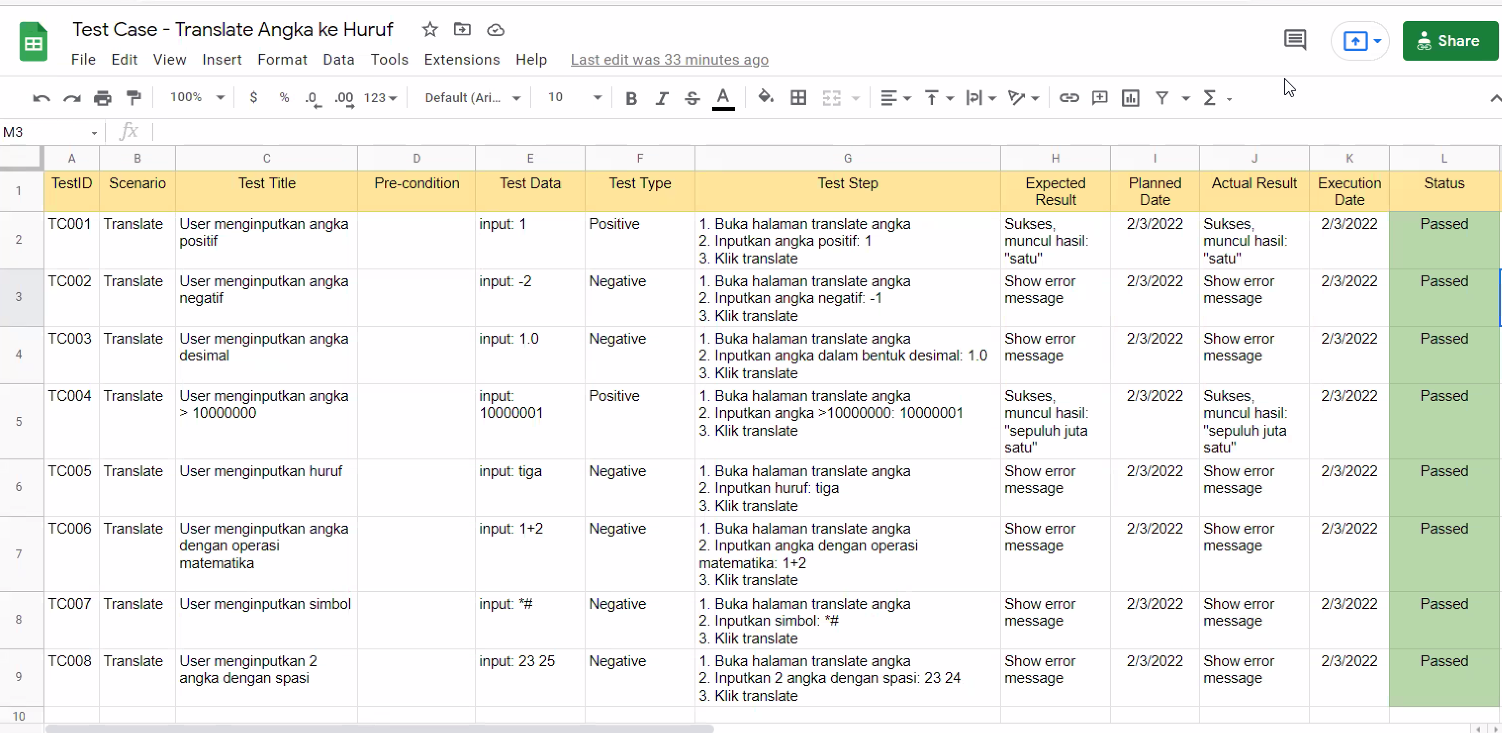 Test Case - Translate Angka ke Huruf
File Edit View Insert Format Data Tools Extensions Help Last edit was 33 minutes ago
Share
100% $ % .0 .00 123 Default (Ari... 10 B I S A
M3 fx
A B C D E F G H I J K L
1 TestID Scenario Test Title Pre-condition Test Data Test Type Test Step Expected Planned Actual Result Execution Status
Result Date Date
2 TC001 Translate User menginputkan angka input: 1 Positive 1. Buka halaman translate angka Sukses, 2/3/2022 Sukses, 2/3/2022 Passed
positif 2. Inputkan angka positif: 1 muncul hasil: muncul hasil:
3. Klik translate "satu" "satu"
3 TC002 Translate User menginputkan angka input: -2 Negative 1. Buka halaman translate angka Show error 2/3/2022 Show error 2/3/2022 Passed
negatif 2. Inputkan angka negatif: -1 message message
3. Klik translate
4 TC003 Translate User menginputkan angka input: 1.0 Negative 1. Buka halaman translate angka Show error 2/3/2022 Show error 2/3/2022 Passed
desimal 2. Inputkan angka dalam bentuk desimal: 1.0 message message
3. Klik translate
5 TC004 Translate User menginputkan angka input: Positive 1. Buka halaman translate angka Sukses, 2/3/2022 Sukses, 2/3/2022 Passed
> 10000000 10000001 2. Inputkan angka >10000000: 10000001 muncul hasil: muncul hasil:
3. Klik translate "sepuluh juta "sepuluh juta
satu" satu"
6 TC005 Translate User menginputkan huruf input: tiga Negative 1. Buka halaman translate angka Show error 2/3/2022 Show error 2/3/2022 Passed
2. Inputkan huruf: tiga message message
3. Klik translate
7 TC006 Translate User menginputkan angka input: 1+2 Negative 1. Buka halaman translate angka Show error 2/3/2022 Show error 2/3/2022 Passed
dengan operasi 2. Inputkan angka dengan operasi message message
matematika matematika: 1+2
3. Klik translate
8 TC007 Translate User menginputkan simbol input: *# Negative 1. Buka halaman translate angka Show error 2/3/2022 Show error 2/3/2022 Passed
2. Inputkan simbol: *# message message
3. Klik translate
9 TC008 Translate User menginputkan 2 input: 23 25 Negative 1. Buka halaman translate angka Show error 2/3/2022 Show error 2/3/2022 Passed
angka dengan spasi 2. Inputkan 2 angka dengan spasi: 23 24 message message
3. Klik translate
10